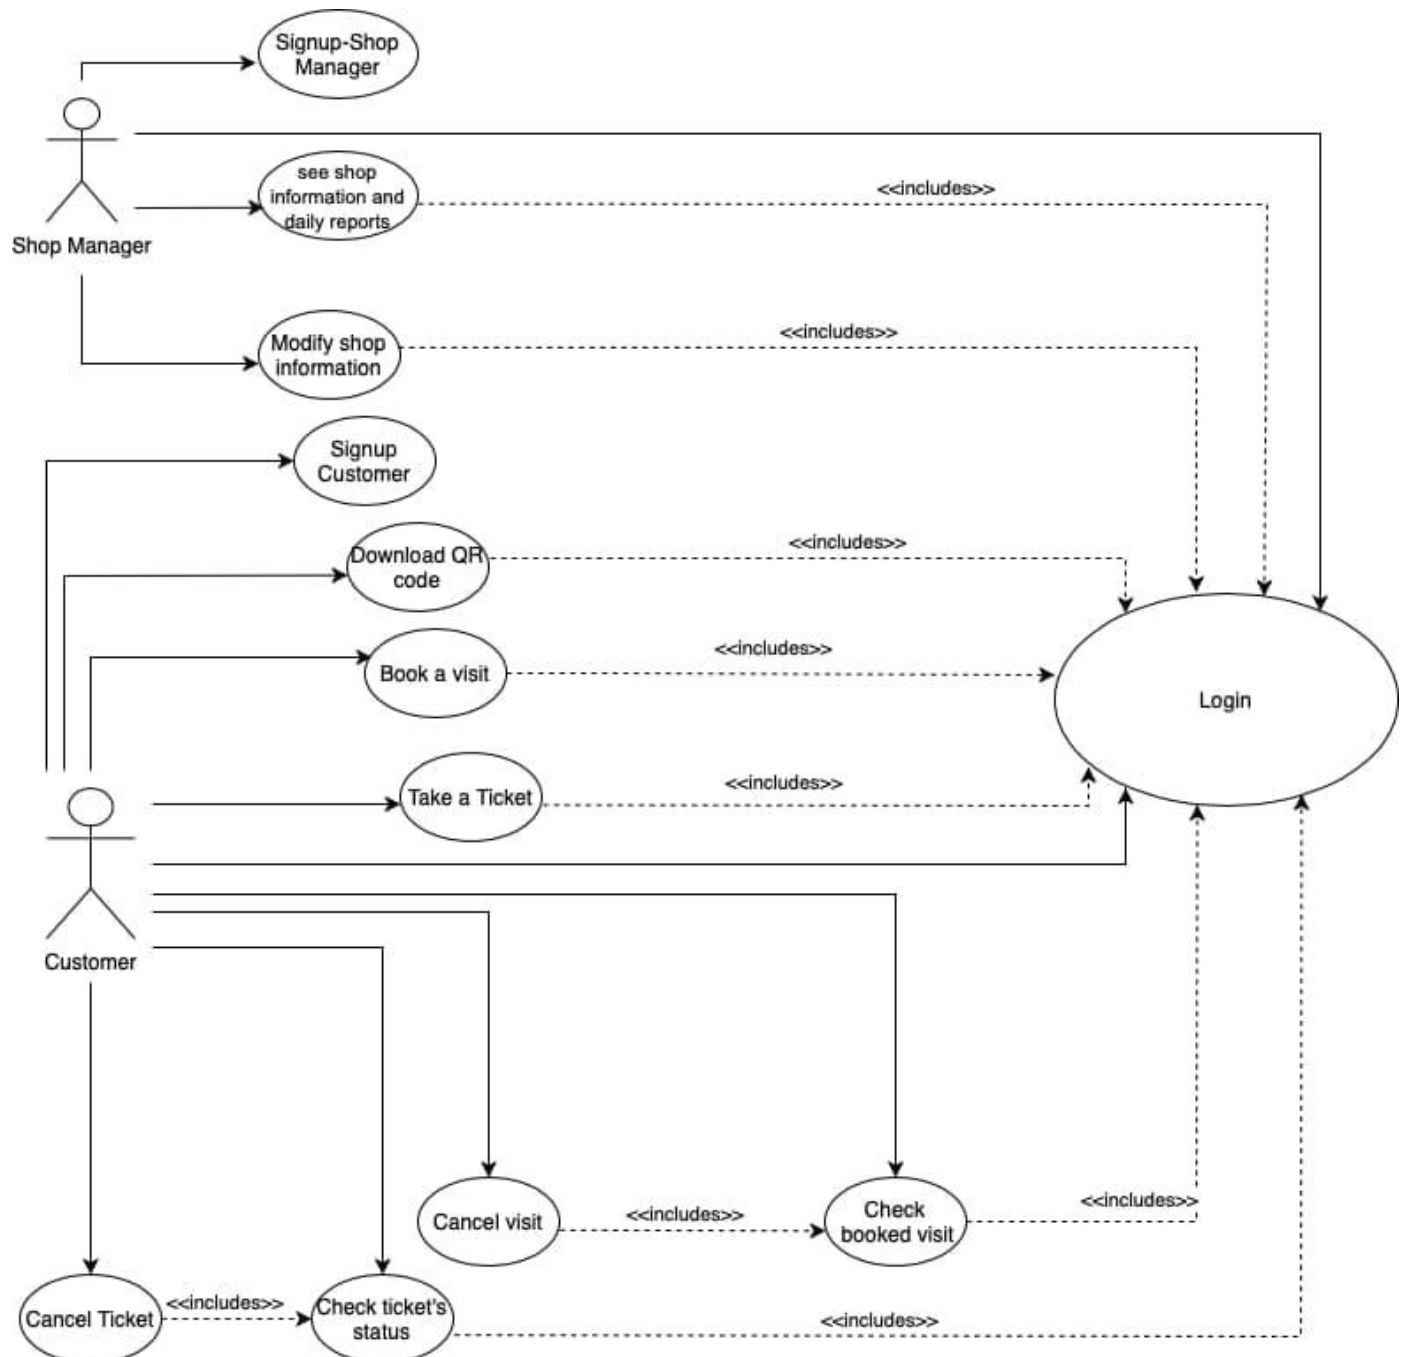 Signup-Shop
Manager
see shop
information and
daily reports
<<includes>>
Shop Manager
<<includes>>
Modify shop
information
Signup
Customer
<<includes>>
Download QR
code
<<includes>>
Book a visit
Login
<<includes>>
Take a Ticket
Customer
<<includes>>
Check
booked visit
<<includes>>
Cancel visit
<<includes>>
Cancel Ticket
Check ticket's
status
<<includes>>